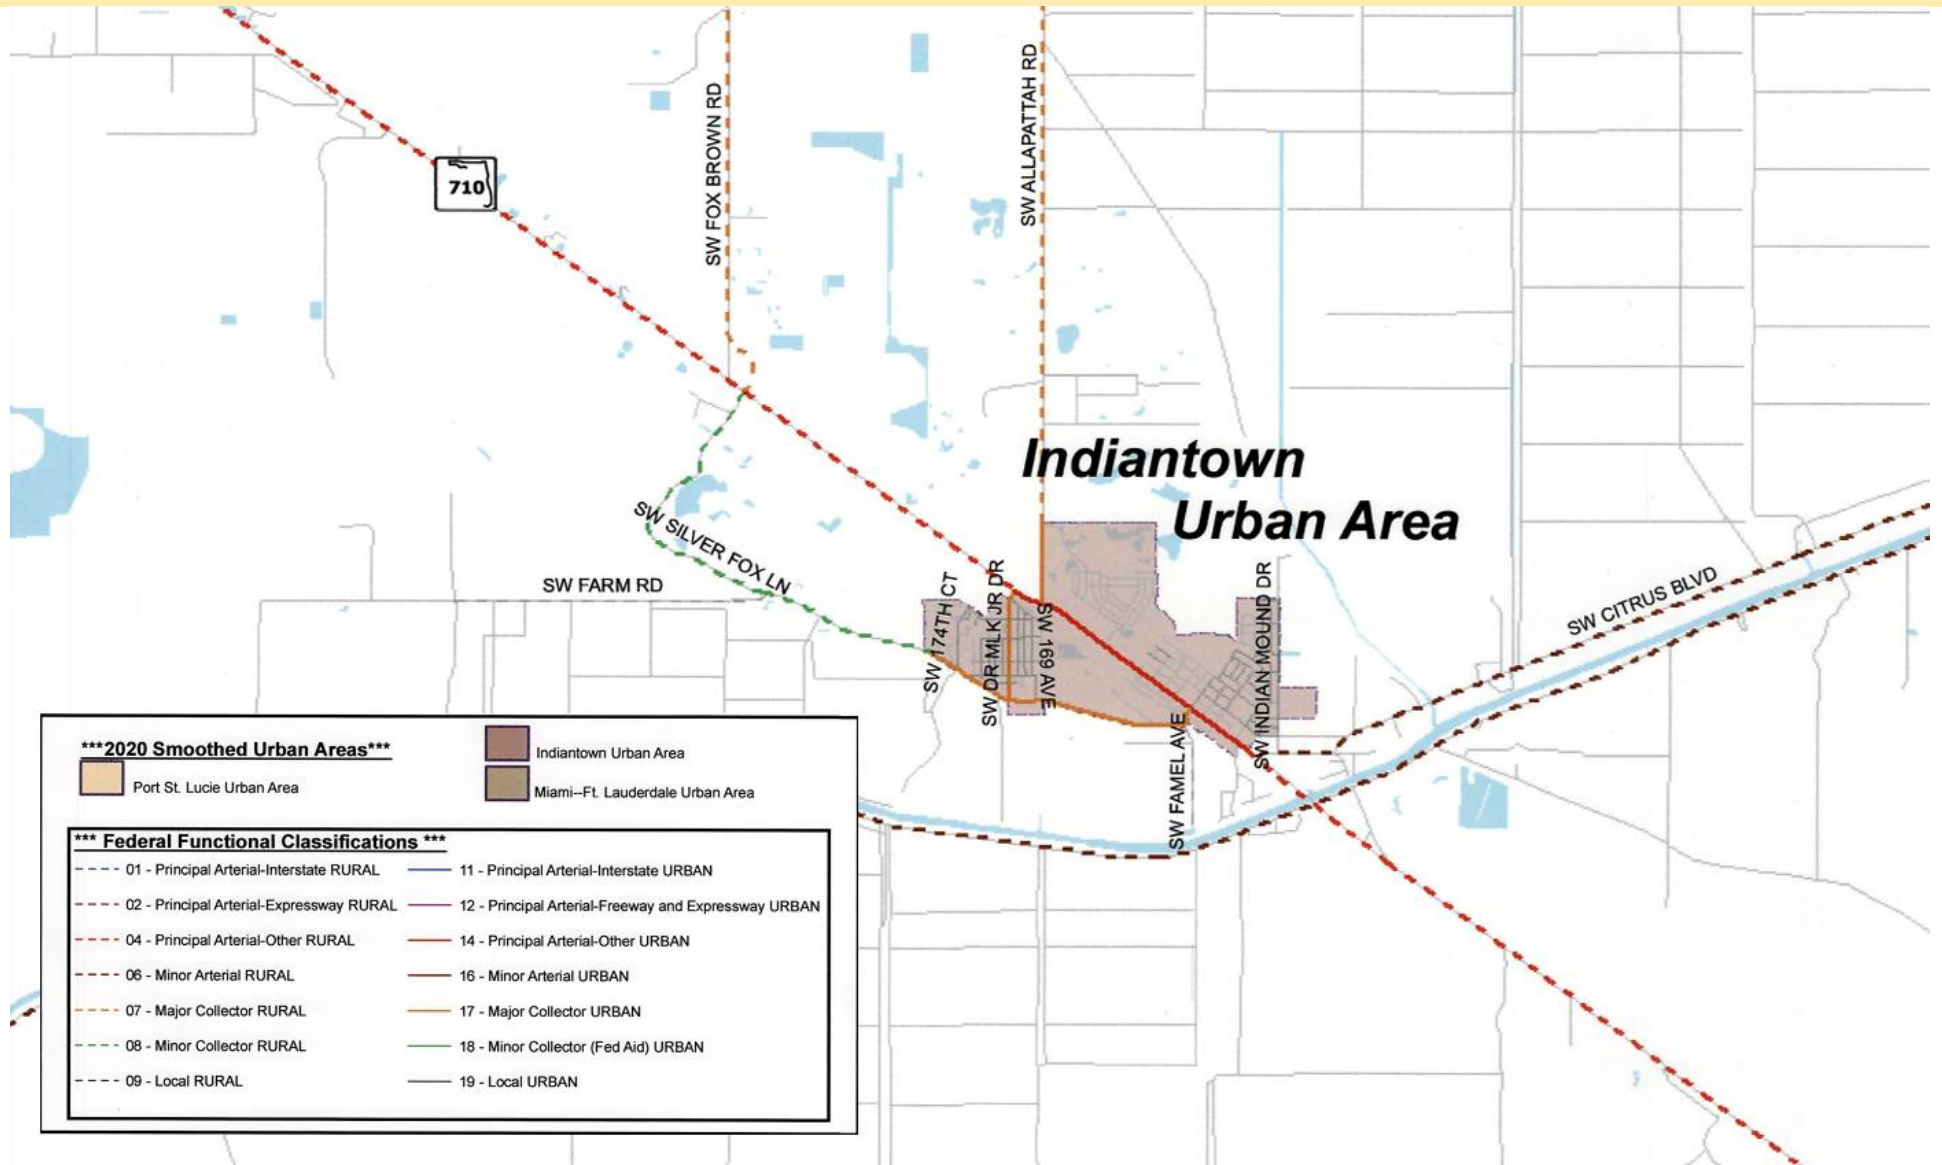 SW FOX BROWN RD
SW ALLAPATTAH RD
710
Indiantown
Urban Area
SW SILVER FOX LN
SW FARM RD
SW 174TH CT
SW DR MLK JR DR
SW 169 AVE
SW INDIAN MOUND DR
SW FAMEL AVE
SW CITRUS BLVD
***2020 Smoothed Urban Areas***
Port St. Lucie Urban Area
Indiantown Urban Area
Miami--Ft. Lauderdale Urban Area
*** Federal Functional Classifications ***
01 - Principal Arterial-Interstate RURAL
02 - Principal Arterial-Expressway RURAL
04 - Principal Arterial-Other RURAL
06 - Minor Arterial RURAL
07 - Major Collector RURAL
08 - Minor Collector RURAL
09 - Local RURAL
11 - Principal Arterial-Interstate URBAN
12 - Principal Arterial-Freeway and Expressway URBAN
14 - Principal Arterial-Other URBAN
16 - Minor Arterial URBAN
17 - Major Collector URBAN
18 - Minor Collector (Fed Aid) URBAN
19 - Local URBAN